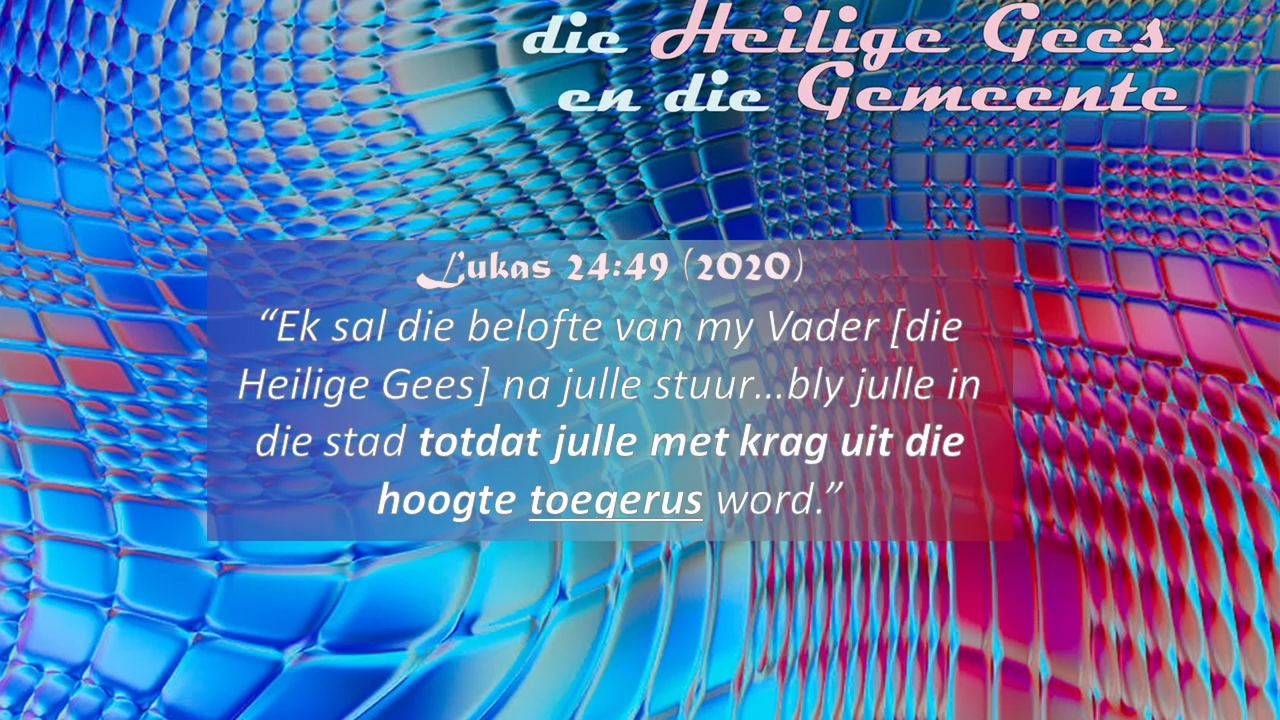 die Heilige Gees
en die Gemeente
Lukas 24:49 (2020)
“Ek sal die belofte van my Vader [die
Heilige Gees] na julle stuur...bly julle in
die stad totdat julle met krag uit die
hoogte toegerus word.”